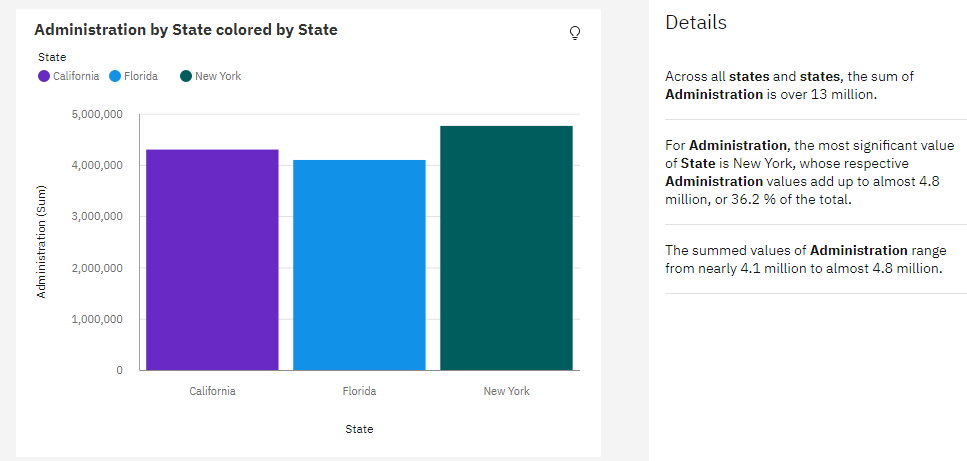 Administration by State colored by State
State
California Florida New York
5,000,000
4,000,000
3,000,000
2,000,000
1,000,000
0
Administration (Sum)
California Florida New York
State
Details
Across all states and states, the sum of
Administration is over 13 million.
For Administration, the most significant value
of State is New York, whose respective
Administration values add up to almost 4.8
million, or 36.2 % of the total.
The summed values of Administration range
from nearly 4.1 million to almost 4.8 million.